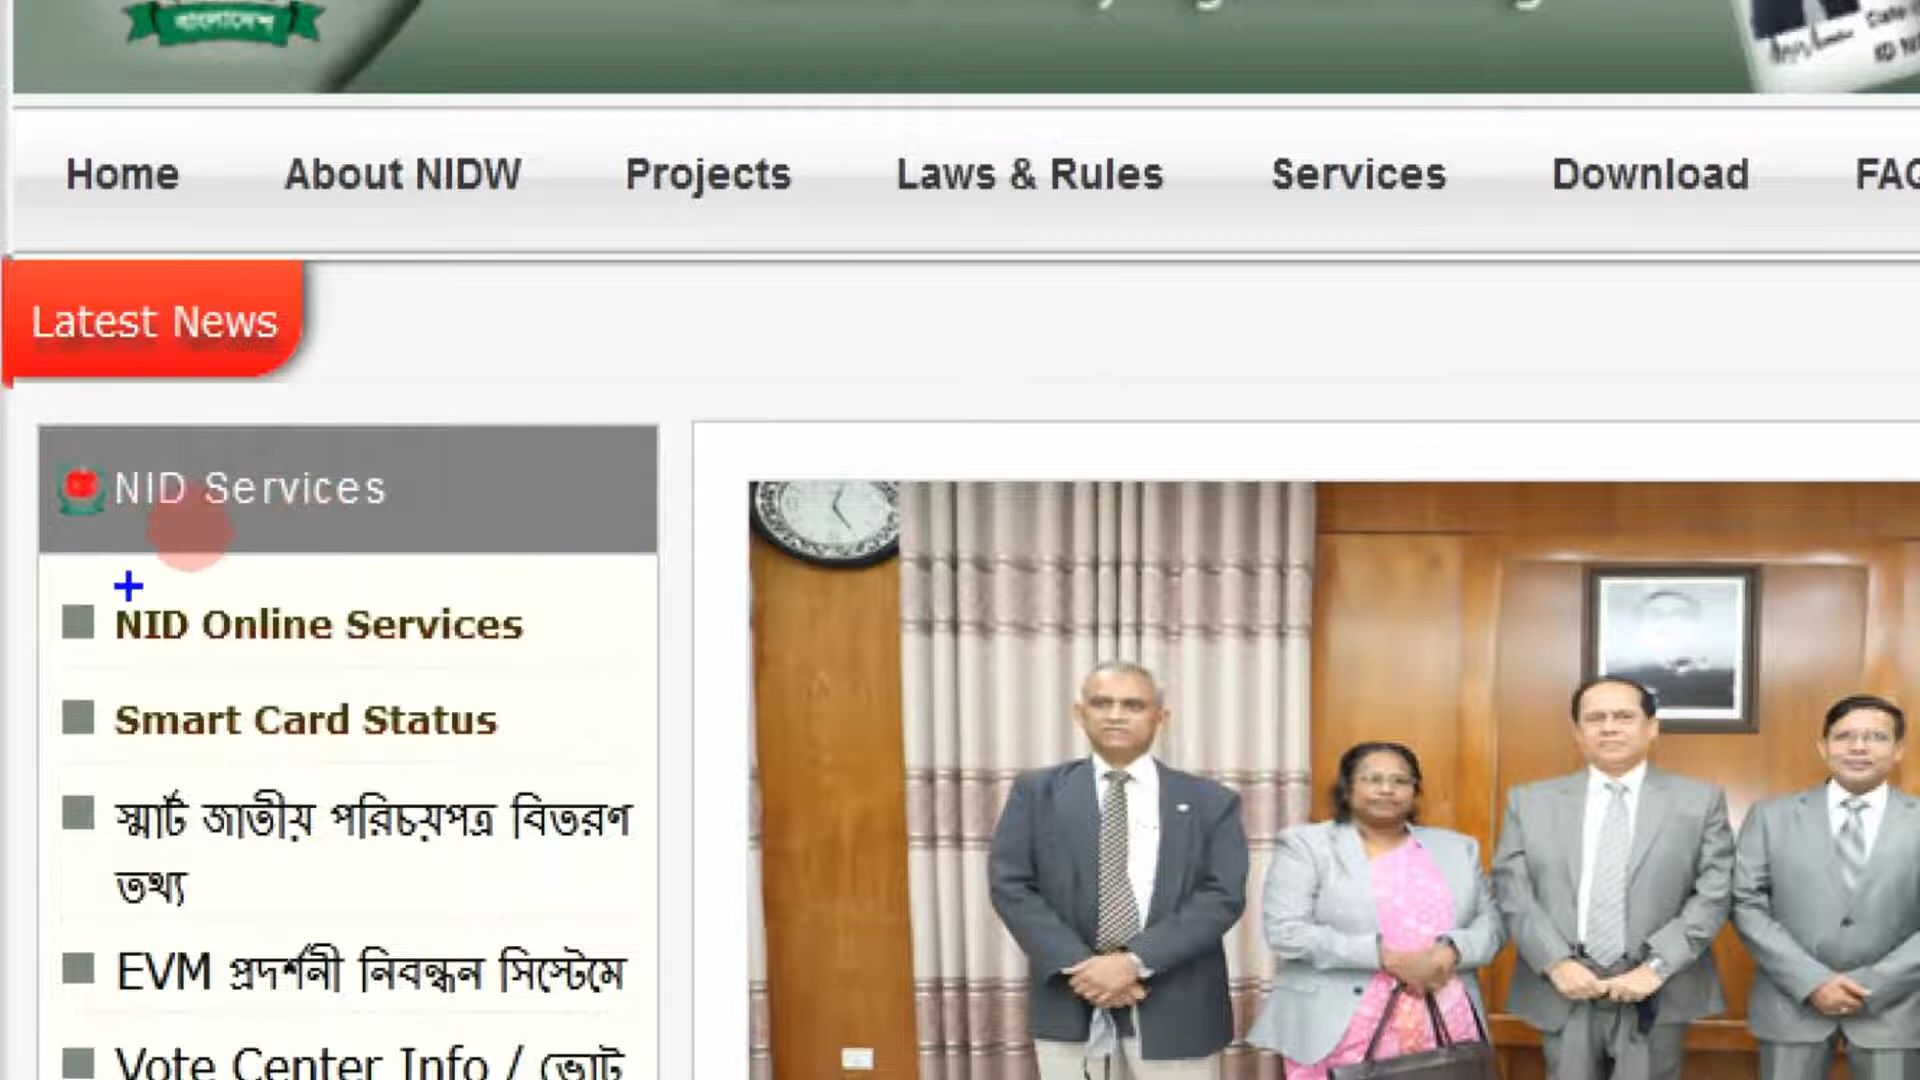 বাংলাদেশ
Home About NIDW Projects Laws & Rules Services Download FAQ
Latest News
NID Services
NID Online Services
Smart Card Status
স্মার্ট জাতীয় পরিচয়পত্র বিতরণ
তথ্য
EVM প্রদর্শনী নিবন্ধন সিস্টেমে
Vote Center Info / ভোট